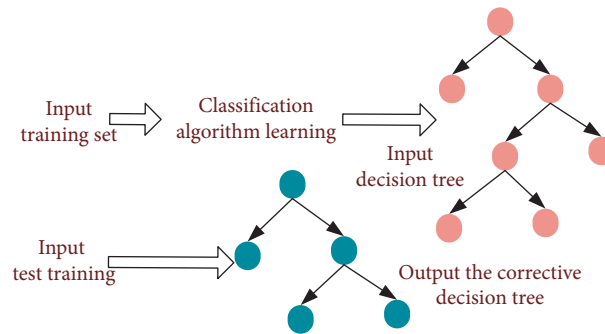 Input
training set
Classification
algorithm learning
Input
decision tree
Input
test training
Output the corrective
decision tree